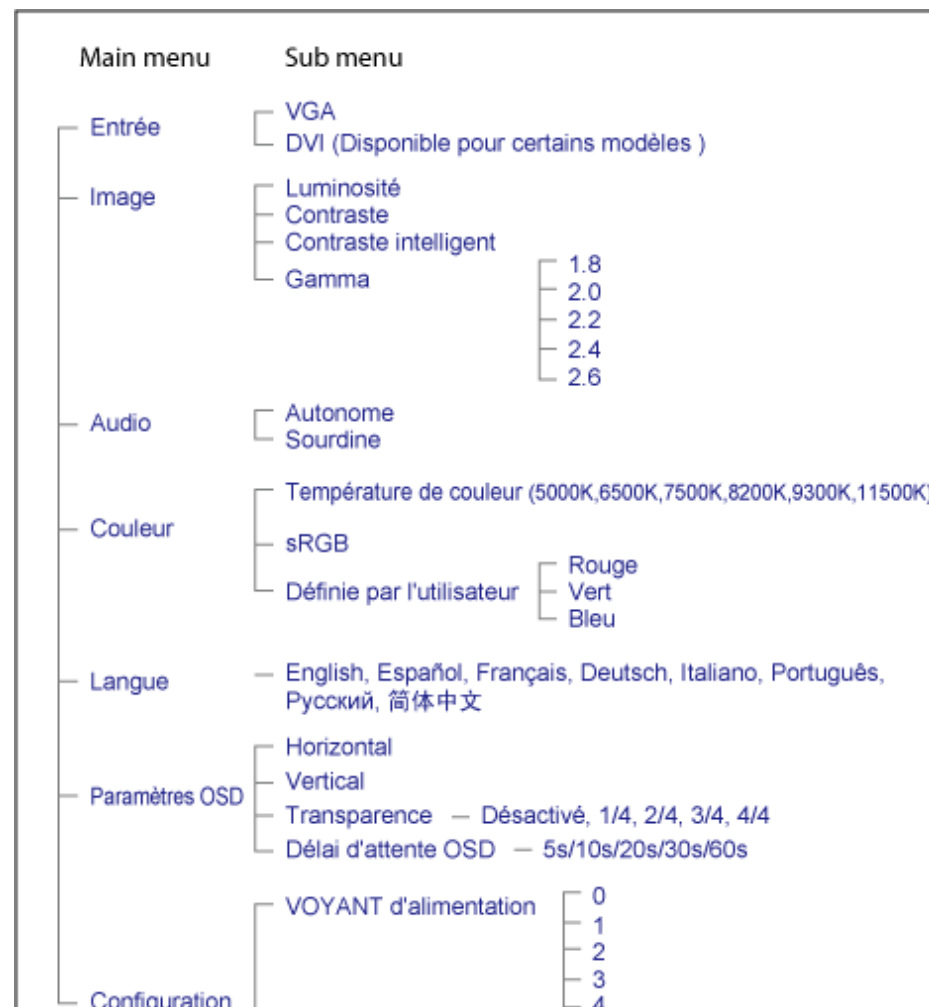 Main menu Sub menu
Entrée
VGA
DVI (Disponible pour certains modèles )
Image
Luminosité
Contraste
Contraste intelligent
Gamma
1.8
2.0
2.2
2.4
2.6
Audio
Autonome
Sourdine
Couleur
Température de couleur (5000K,6500K,7500K,8200K,9300K,11500K)
sRGB
Définie par l'utilisateur
Rouge
Vert
Bleu
Langue
English, Español, Français, Deutsch, Italiano, Português,
Русский, 简体中文
Paramètres OSD
Horizontal
Vertical
Transparence — Désactivé, 1/4, 2/4, 3/4, 4/4
Délai d'attente OSD — 5s/10s/20s/30s/60s
Configuration
VOYANT d'alimentation
0
1
2
3
4